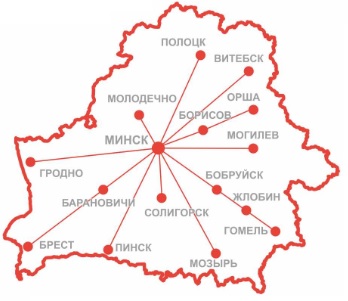 ПОЛОЦК
ВИТЕБСК
МОЛОДЕЧНО
ОРША
БОРИСОВ
МИНСК
МОГИЛЕВ
ГРОДНО
БОБРУЙСК
БАРАНОВИЧИ
ЖЛОБИН
СОЛИГОРСК
ГОМЕЛЬ
БРЕСТ
ПИНСК
МОЗЫРЬ